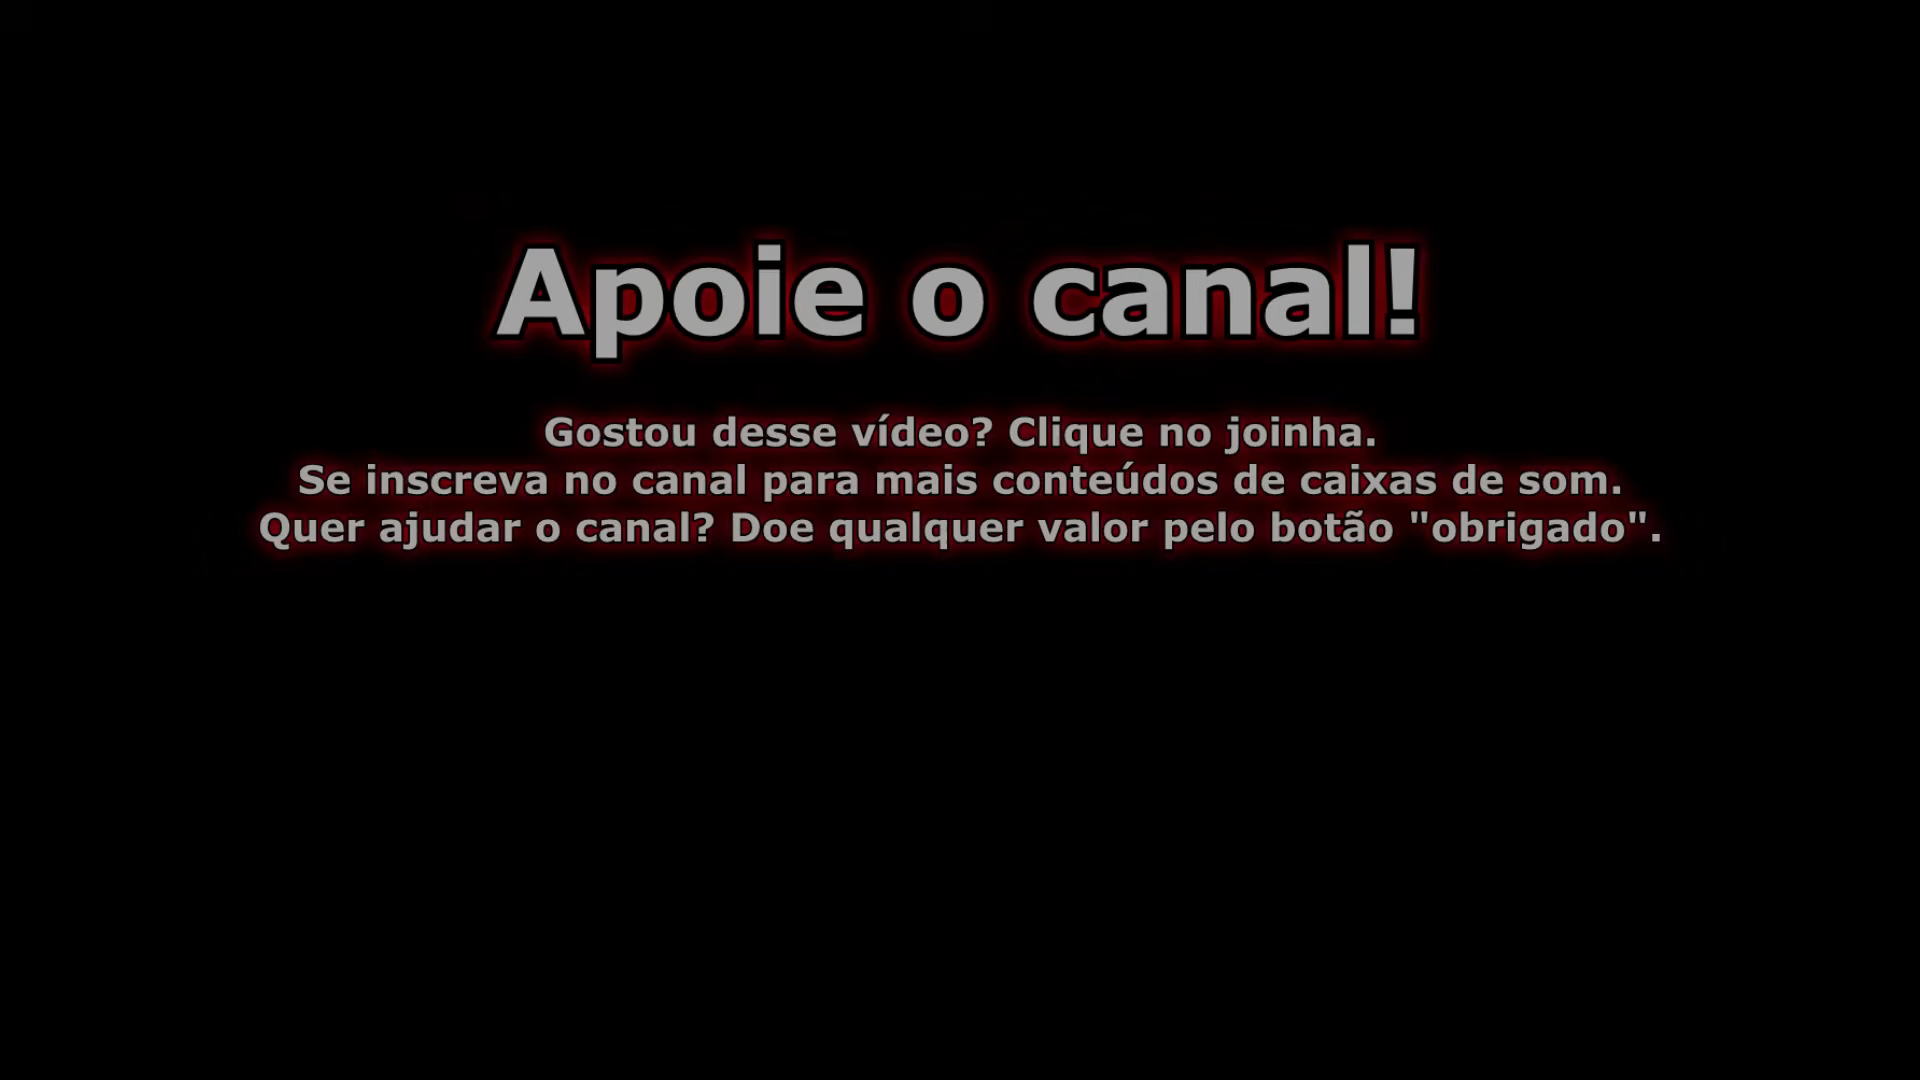 Apoie o canal!
Gostou desse vídeo? Clique no joinha.
Se inscreva no canal para mais conteúdos de caixas de som.
Quer ajudar o canal? Doe qualquer valor pelo botão "obrigado".